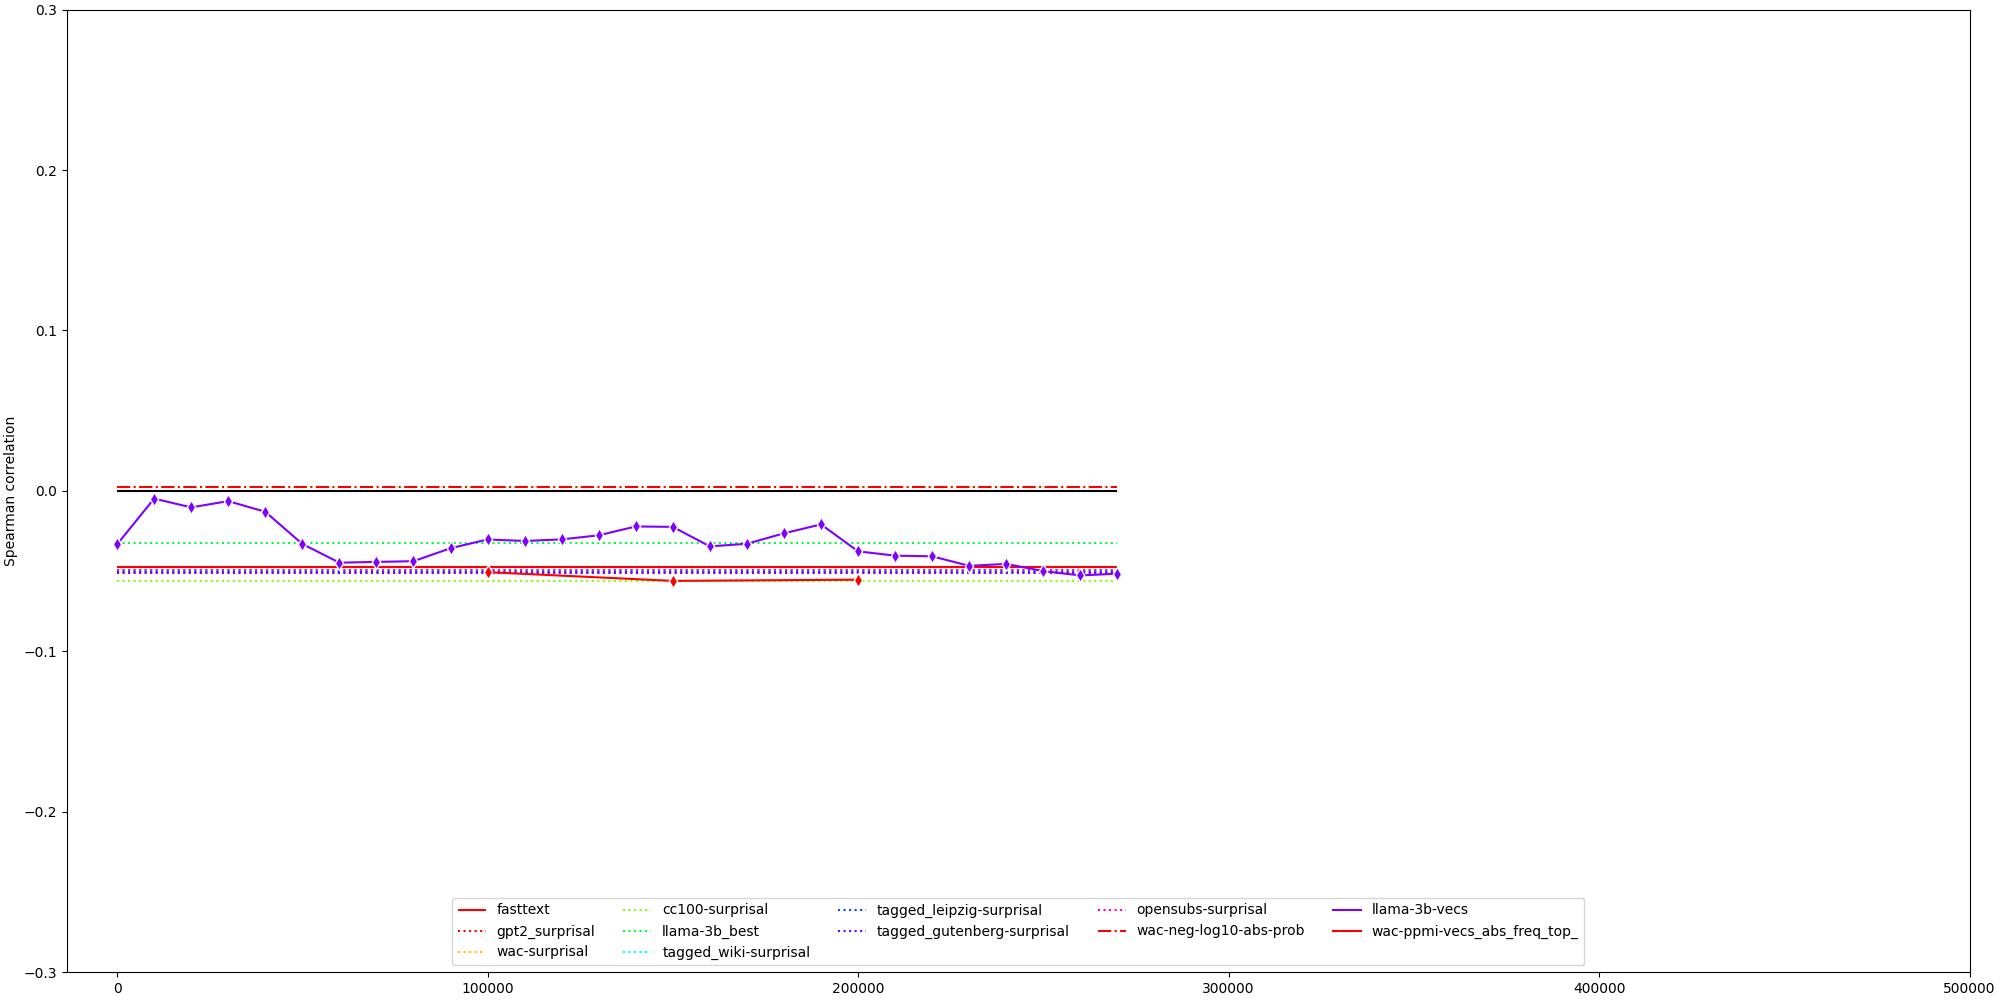 0.3
0.2
0.1
0.0
−0.1
−0.2
−0.3
Spearman correlation
fasttext
gpt2_surprisal
wac-surprisal
cc100-surprisal
llama-3b_best
tagged_wiki-surprisal
tagged_leipzig-surprisal
tagged_gutenberg-surprisal
opensubs-surprisal
wac-neg-log10-abs-prob
llama-3b-vecs
wac-ppmi-vecs_abs_freq_top_
0 100000 200000 300000 400000 500000